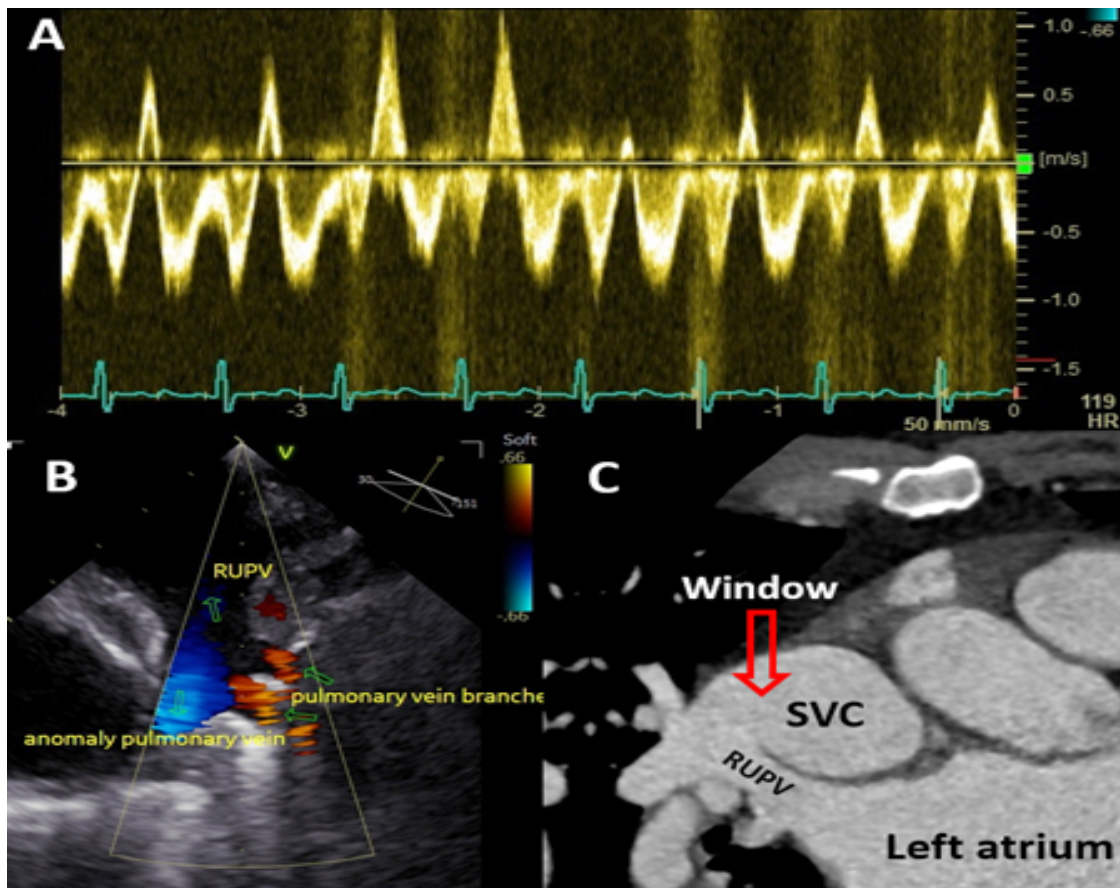 A
-.66
1.0
0.5
[m/s]
-0.5
-1.0
-1.5
-4
-3
-2
-1
0
119
50 mm/s
HR
B
V
Soft
.66
30
-151
RUPV
-.66
pulmonary vein branche
anomaly pulmonary vein
C
Window
SVC
RUPV
Left atrium